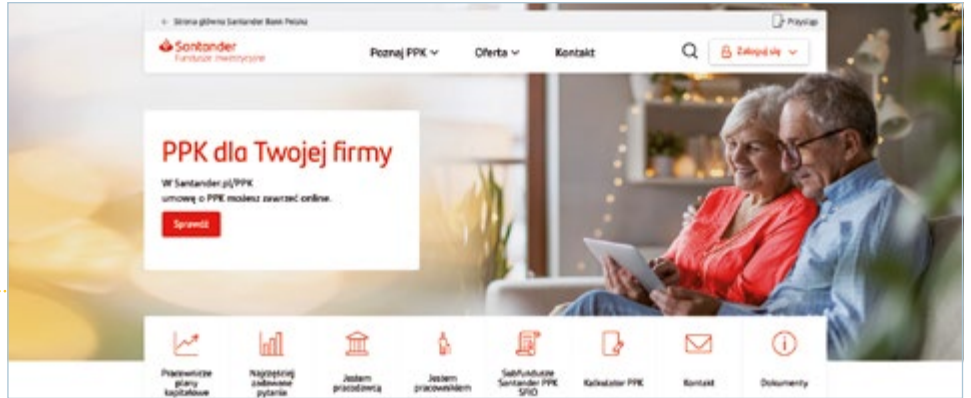 ← Strona główna Santander Bank Polska
Przystąp
Santander
Fundusze Inwestycyjne
Poznaj PPK
Oferta
Kontakt
Zaloguj się
PPK dla Twojej firmy
W Santander.pl/PPK
umowę o PPK możesz zawrzeć online.
Sprawdź
Pracownicze
plany
kapitałowe
Najczęściej
zadawane
pytania
Jestem
pracodawcą
Jestem
pracownikiem
Subfundusze
Santander PPK
SFIO
Kalkulator PPK
Kontakt
Dokumenty